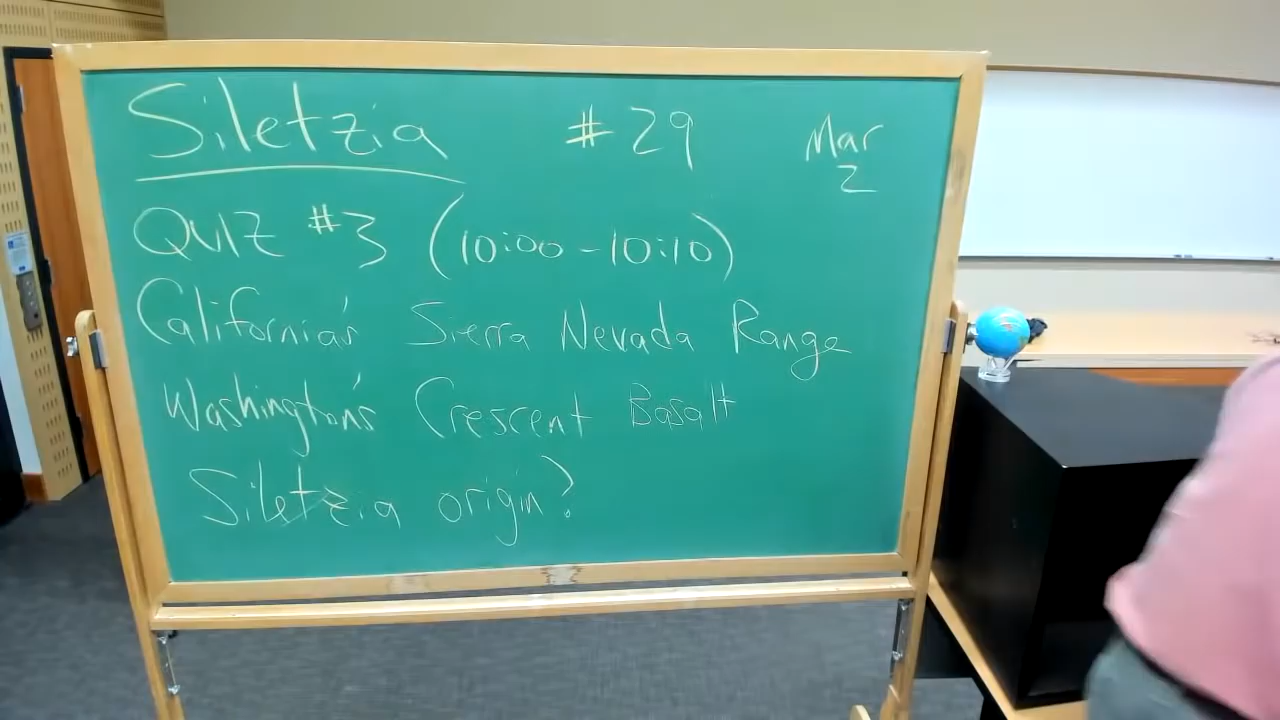 Siletzia #29 Mar 2
QUIZ #3 (10:00-10:10)
California's Sierra Nevada Range
Washington's Crescent Basalt
Siletzia origin?